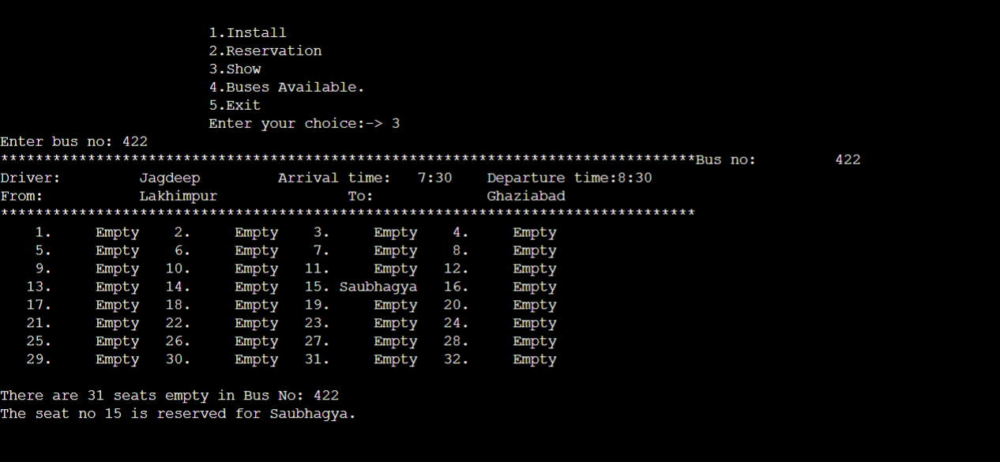 1.Install
2.Reservation
3.Show
4.Buses Available.
5.Exit
Enter your choice:-> 3
Enter bus no: 422
********************************************************************************Bus no:         422
Driver:         Jagdeep         Arrival time:   7:30    Departure time:8:30
From:           Lakhimpur               To:             Ghaziabad
********************************************************************************
    1.     Empty    2.     Empty    3.     Empty    4.     Empty
    5.     Empty    6.     Empty    7.     Empty    8.     Empty
    9.     Empty   10.     Empty   11.     Empty   12.     Empty
   13.     Empty   14.     Empty   15. Saubhagya   16.     Empty
   17.     Empty   18.     Empty   19.     Empty   20.     Empty
   21.     Empty   22.     Empty   23.     Empty   24.     Empty
   25.     Empty   26.     Empty   27.     Empty   28.     Empty
   29.     Empty   30.     Empty   31.     Empty   32.     Empty
There are 31 seats empty in Bus No: 422
The seat no 15 is reserved for Saubhagya.